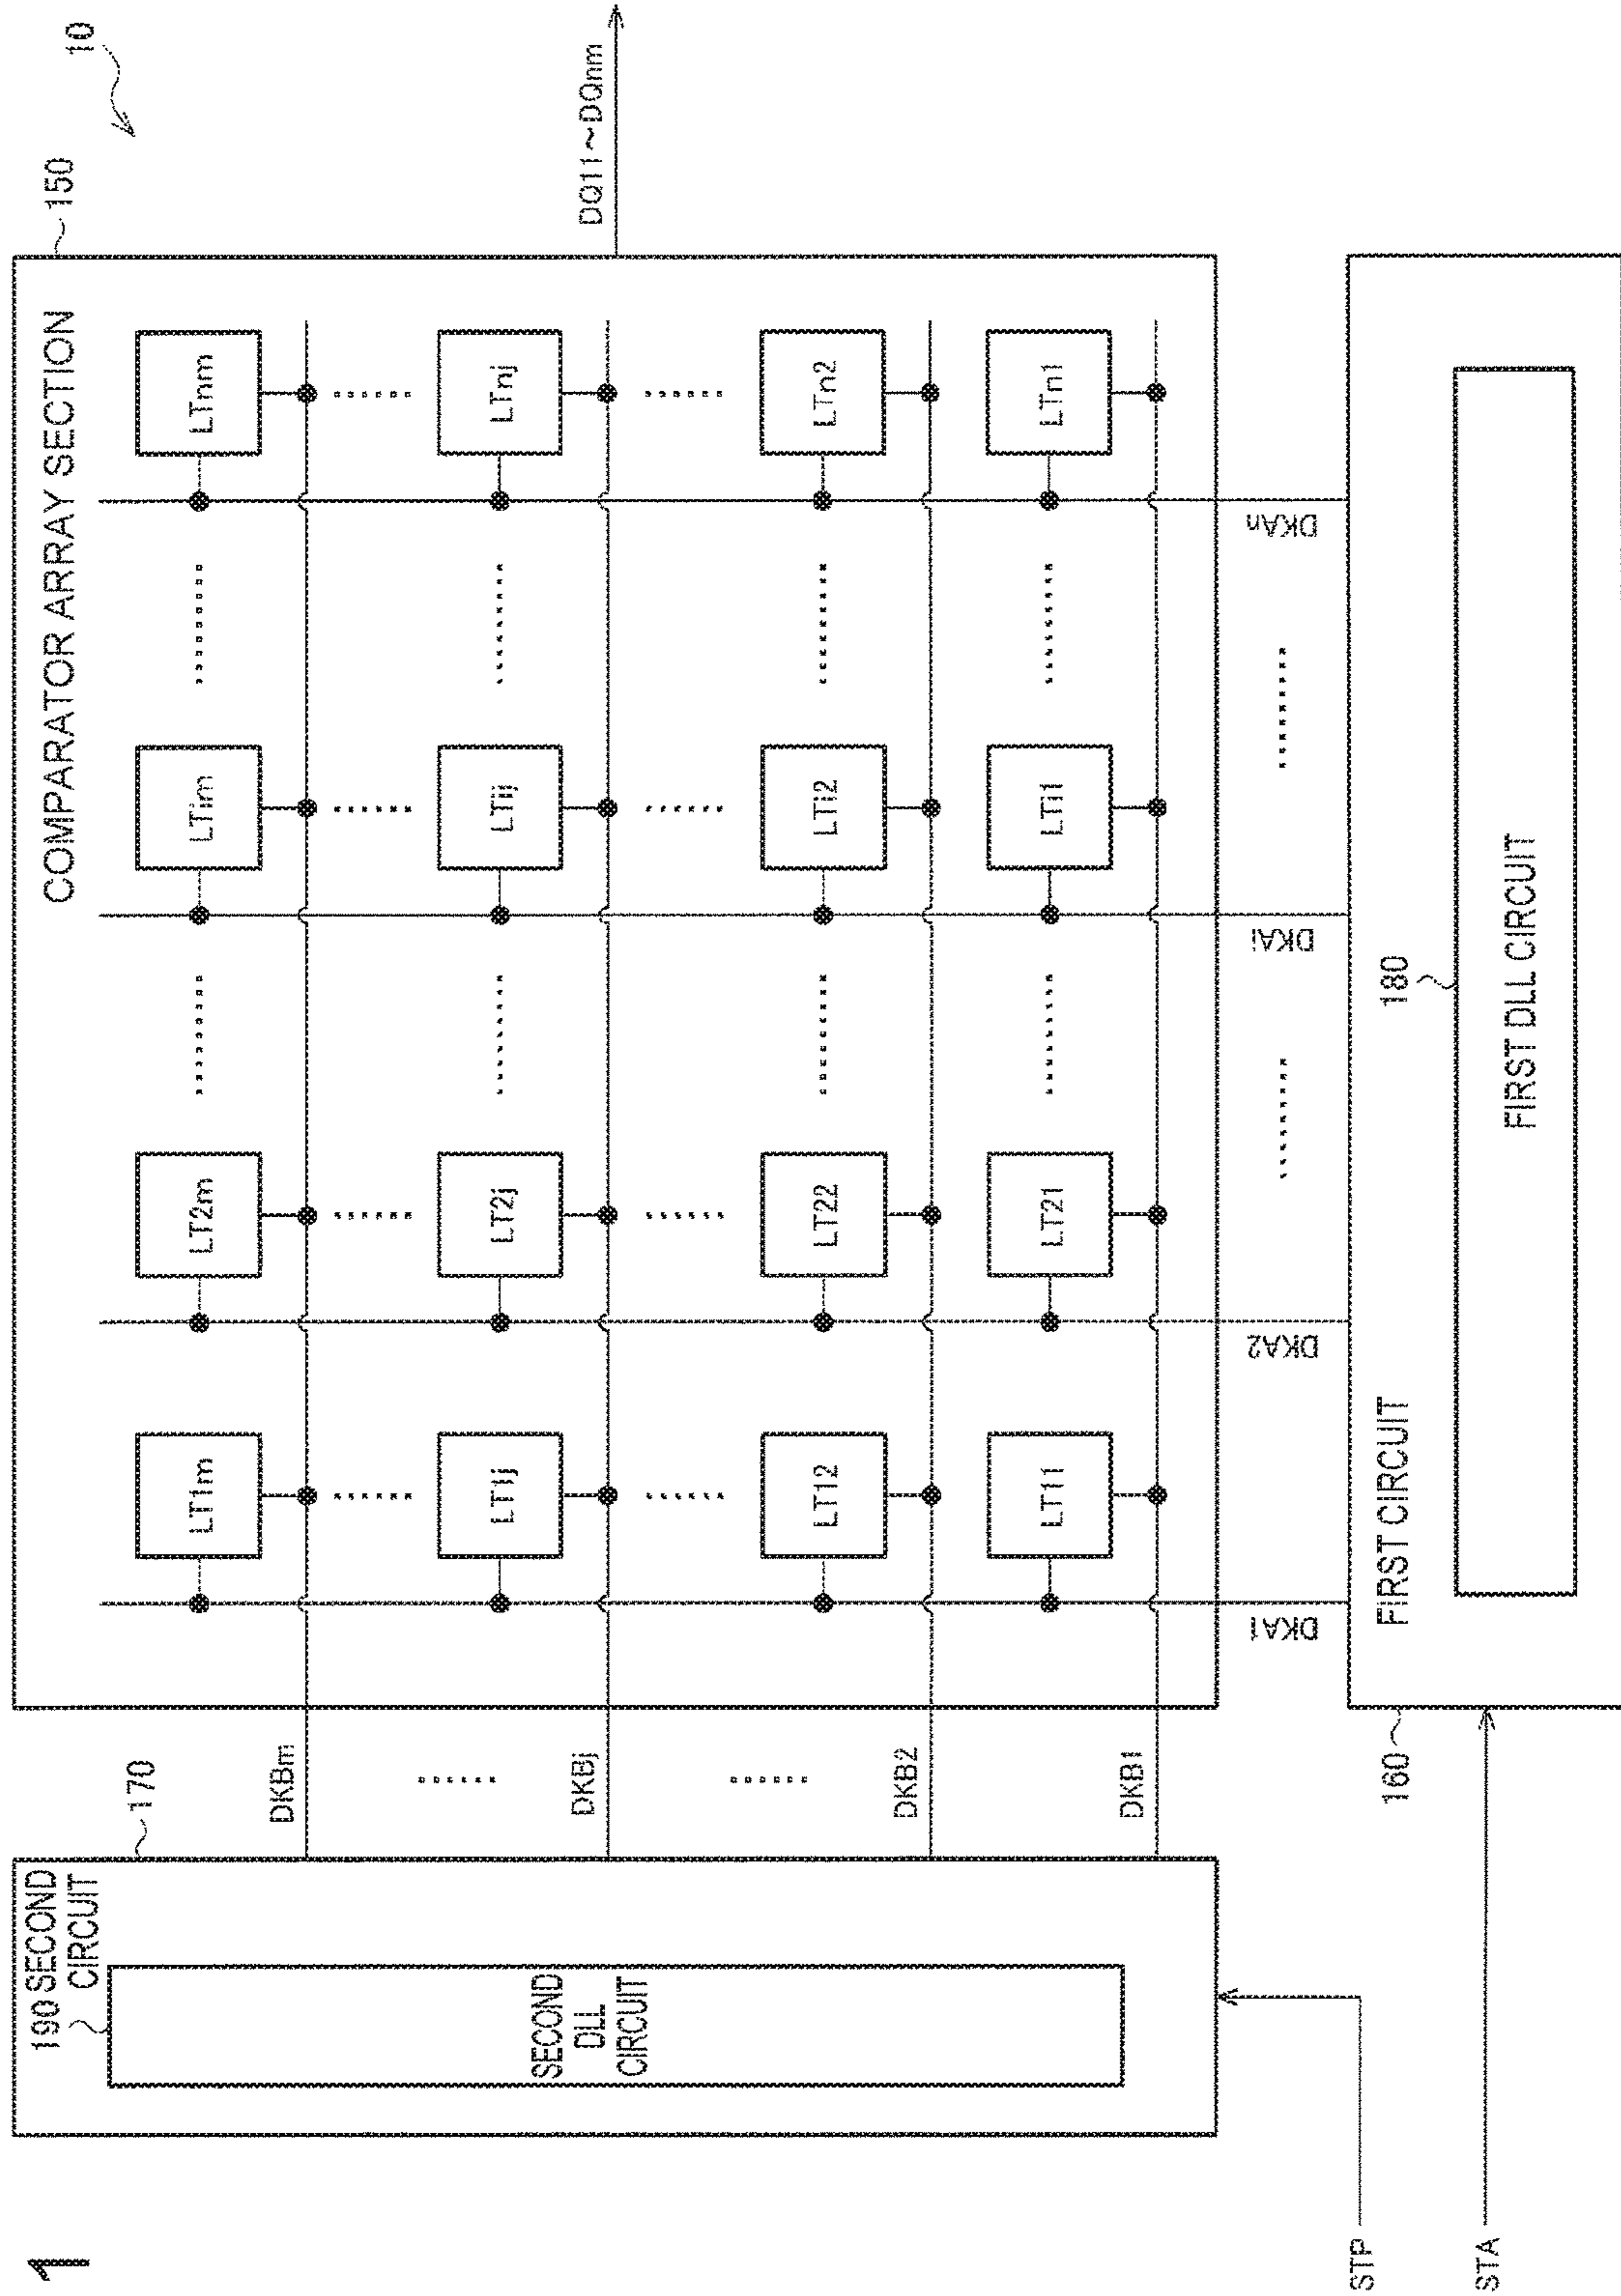 1
10
150
COMPARATOR ARRAY SECTION
170
190
SECOND
CIRCUIT
SECOND
DLL
CIRCUIT
DKBm
LT1m
LT2m
LTim
LTnm
DKBj
LT1j
LT2j
LTij
LTnj
DQ11~DQnm
DKB2
LT12
LT22
LTi2
LTn2
DKB1
LT11
LT21
LTi1
LTn1
DKA1
DKA2
DKAi
DKAn
STP
STA
160
FIRST CIRCUIT
180
FIRST DLL CIRCUIT